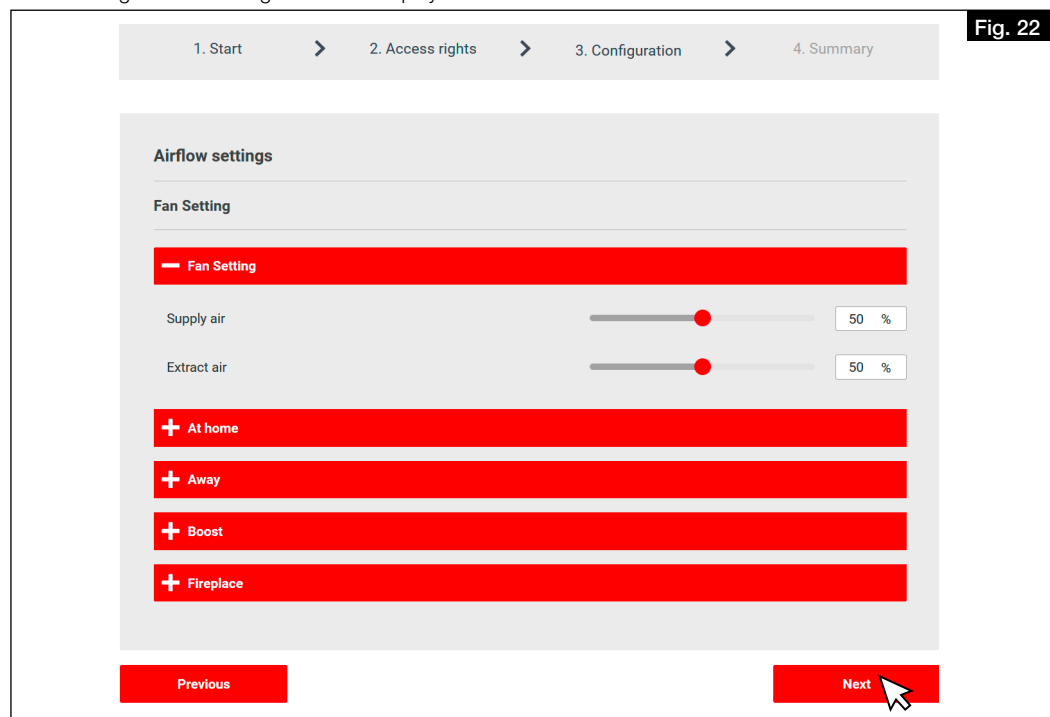 Fig. 22
1. Start > 2. Access rights > 3. Configuration > 4. Summary
Airflow settings
Fan Setting
Fan Setting
Supply air 50 %
Extract air 50 %
At home
Away
Boost
Fireplace
Previous Next